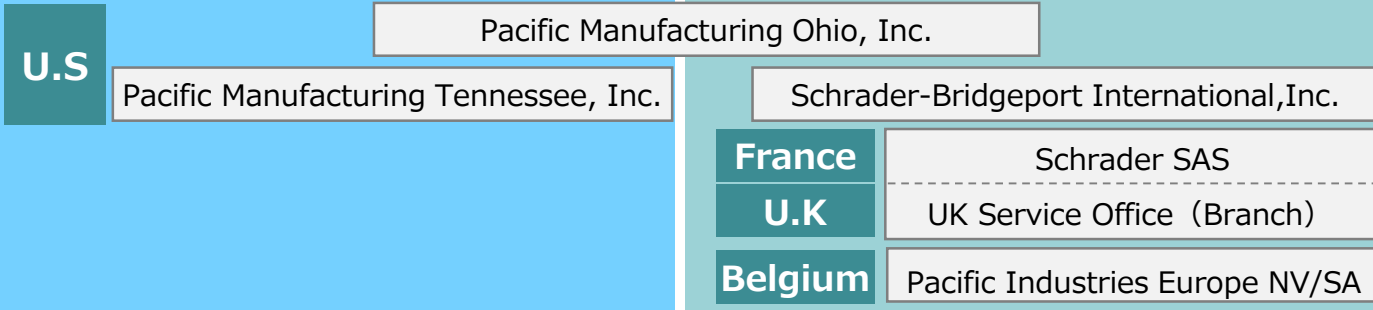 Pacific Manufacturing Ohio, Inc.
U.S
Pacific Manufacturing Tennessee, Inc.
Schrader-Bridgeport International,Inc.
France
Schrader SAS
U.K
UK Service Office（Branch）
Belgium
Pacific Industries Europe NV/SA